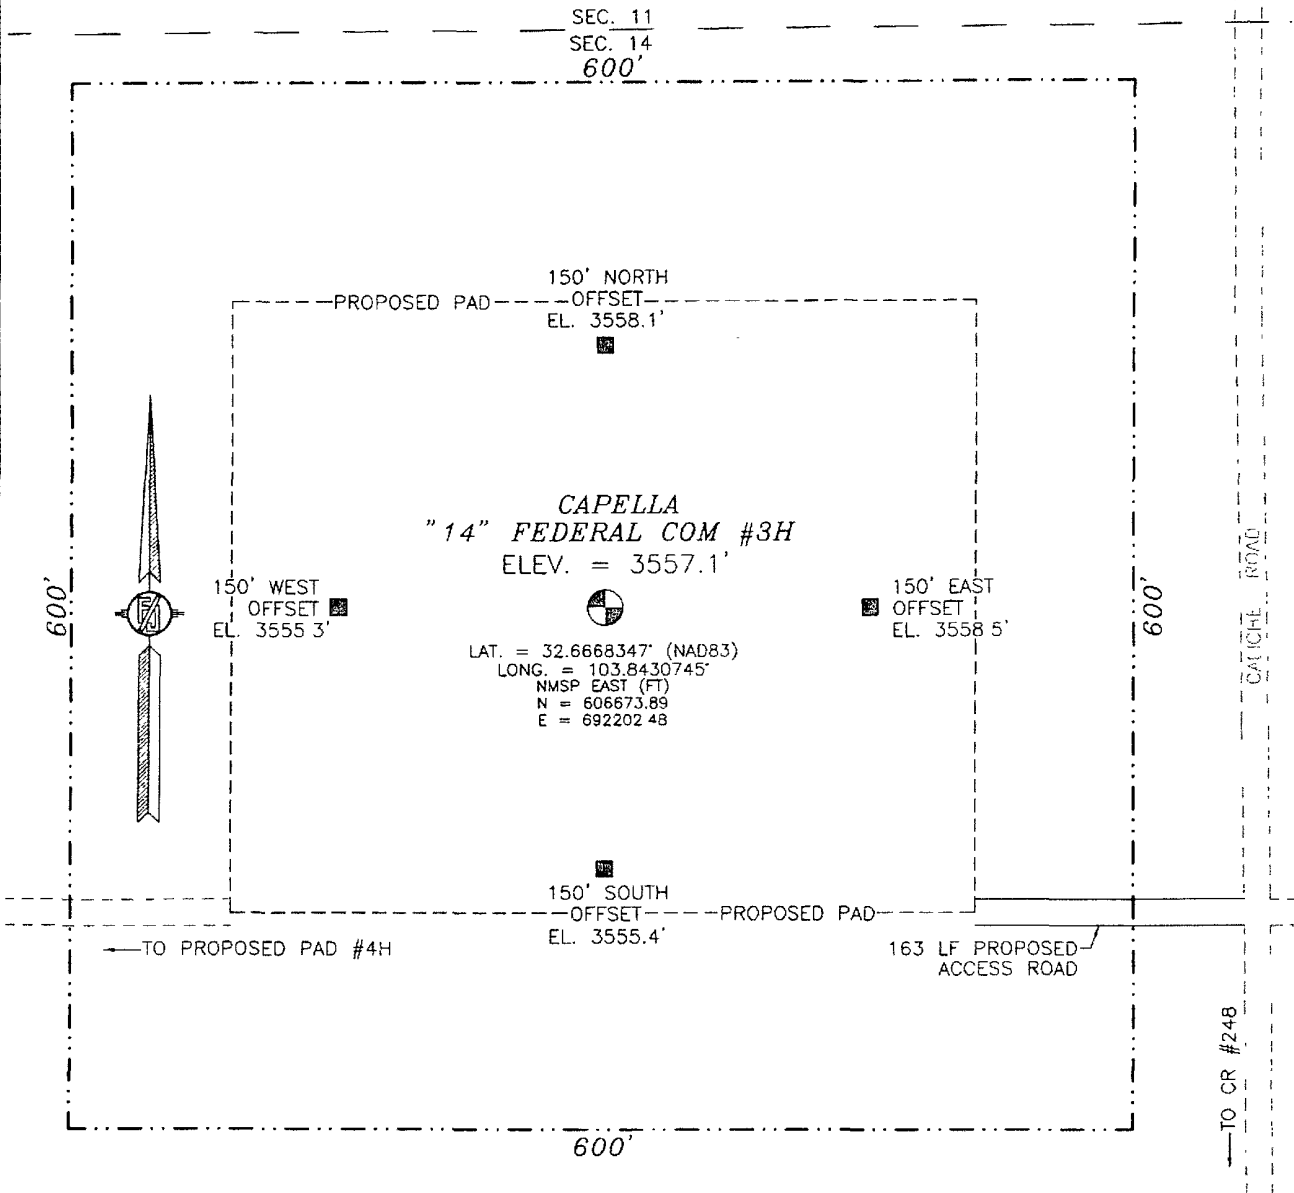 SEC. 11
SEC. 14
600'
150' NORTH
PROPOSED PAD OFFSET
EL. 3558.1'
CAPELLA
"14" FEDERAL COM #3H
ELEV. = 3557.1'
600'
150' WEST
OFFSET
EL. 3555 3'
150' EAST
OFFSET
EL. 3558 5'
600'
CALICHE ROAD
LAT. = 32.6668347° (NAD83)
LONG. = 103.8430745°
NMSP EAST (FT)
N = 606673.89
E = 692202 48
150' SOUTH
OFFSET PROPOSED PAD
EL. 3555.4'
TO PROPOSED PAD #4H
163 LF PROPOSED
ACCESS ROAD
TO CR #248
600'